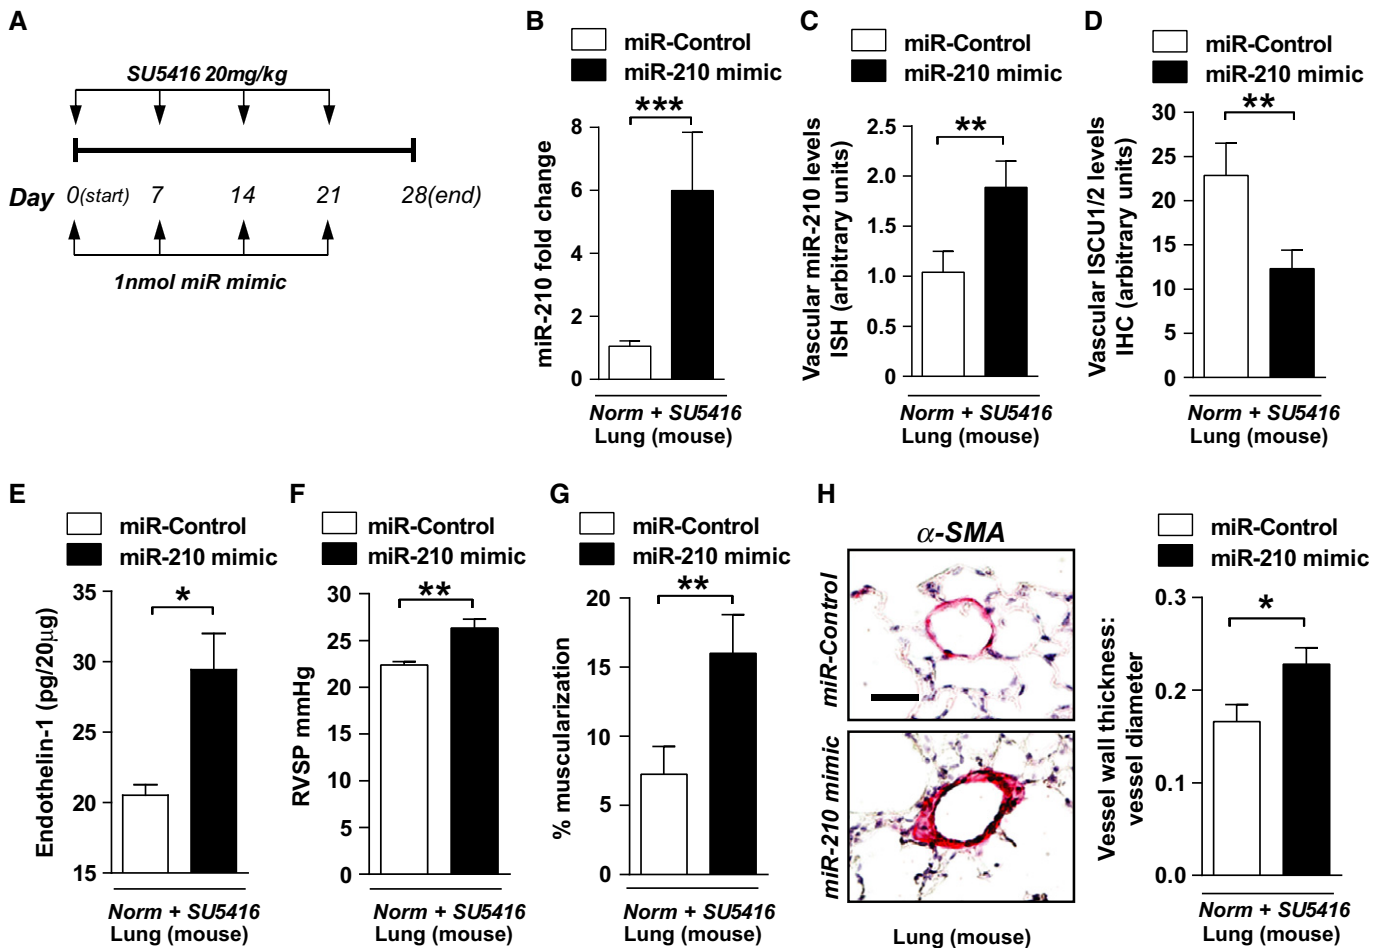 A
SU5416 20mg/kg
Day 0(start) 7 14 21 28(end)
1nmol miR mimic
B
miR-Control
miR-210 mimic
***
miR-210 fold change
8
6
4
2
0
Norm + SU5416
Lung (mouse)
C
miR-Control
miR-210 mimic
**
Vascular miR-210 levels
ISH (arbitrary units)
2.5
2.0
1.5
1.0
0.5
0.0
Norm + SU5416
Lung (mouse)
D
miR-Control
miR-210 mimic
**
Vascular ISCU1/2 levels
IHC (arbitrary units)
30
25
20
15
10
5
0
Norm + SU5416
Lung (mouse)
E
miR-Control
miR-210 mimic
*
Endothelin-1 (pg/20μg)
35
30
25
20
15
Norm + SU5416
Lung (mouse)
F
miR-Control
miR-210 mimic
**
RVSP mmHg
30
25
20
15
10
5
0
Norm + SU5416
Lung (mouse)
G
miR-Control
miR-210 mimic
**
% muscularization
20
15
10
5
0
Norm + SU5416
Lung (mouse)
H
α-SMA
miR-Control
miR-210 mimic
Lung (mouse)
miR-Control
miR-210 mimic
*
Vessel wall thickness:
vessel diameter
0.3
0.2
0.1
0.0
Norm + SU5416
Lung (mouse)